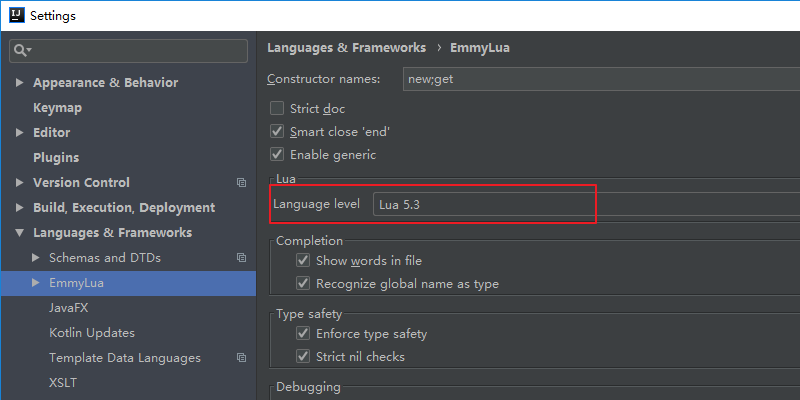 IJ Settings
Languages & Frameworks › EmmyLua
Appearance & Behavior
Keymap
Editor
Plugins
Version Control
Build, Execution, Deployment
Languages & Frameworks
Schemas and DTDs
EmmyLua
JavaFX
Kotlin Updates
Template Data Languages
XSLT
Constructor names: new;get
Strict doc
Smart close 'end'
Enable generic
Lua
Language level Lua 5.3
Completion
Show words in file
Recognize global name as type
Type safety
Enforce type safety
Strict nil checks
Debugging